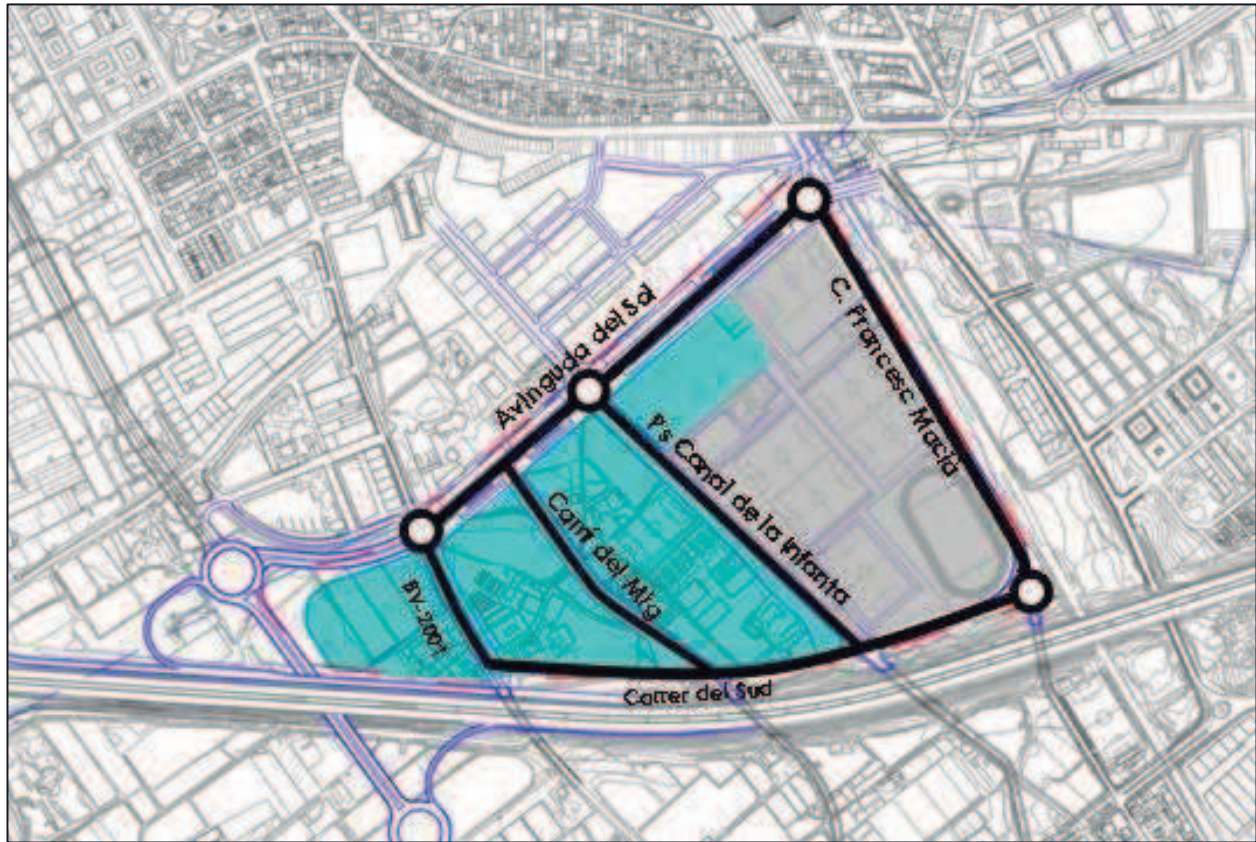 Avinguda del Sol
C. Francesc Macià
Ps Canal de la Infanta
Camí del Mig
BV-2001
Carrer del Sud